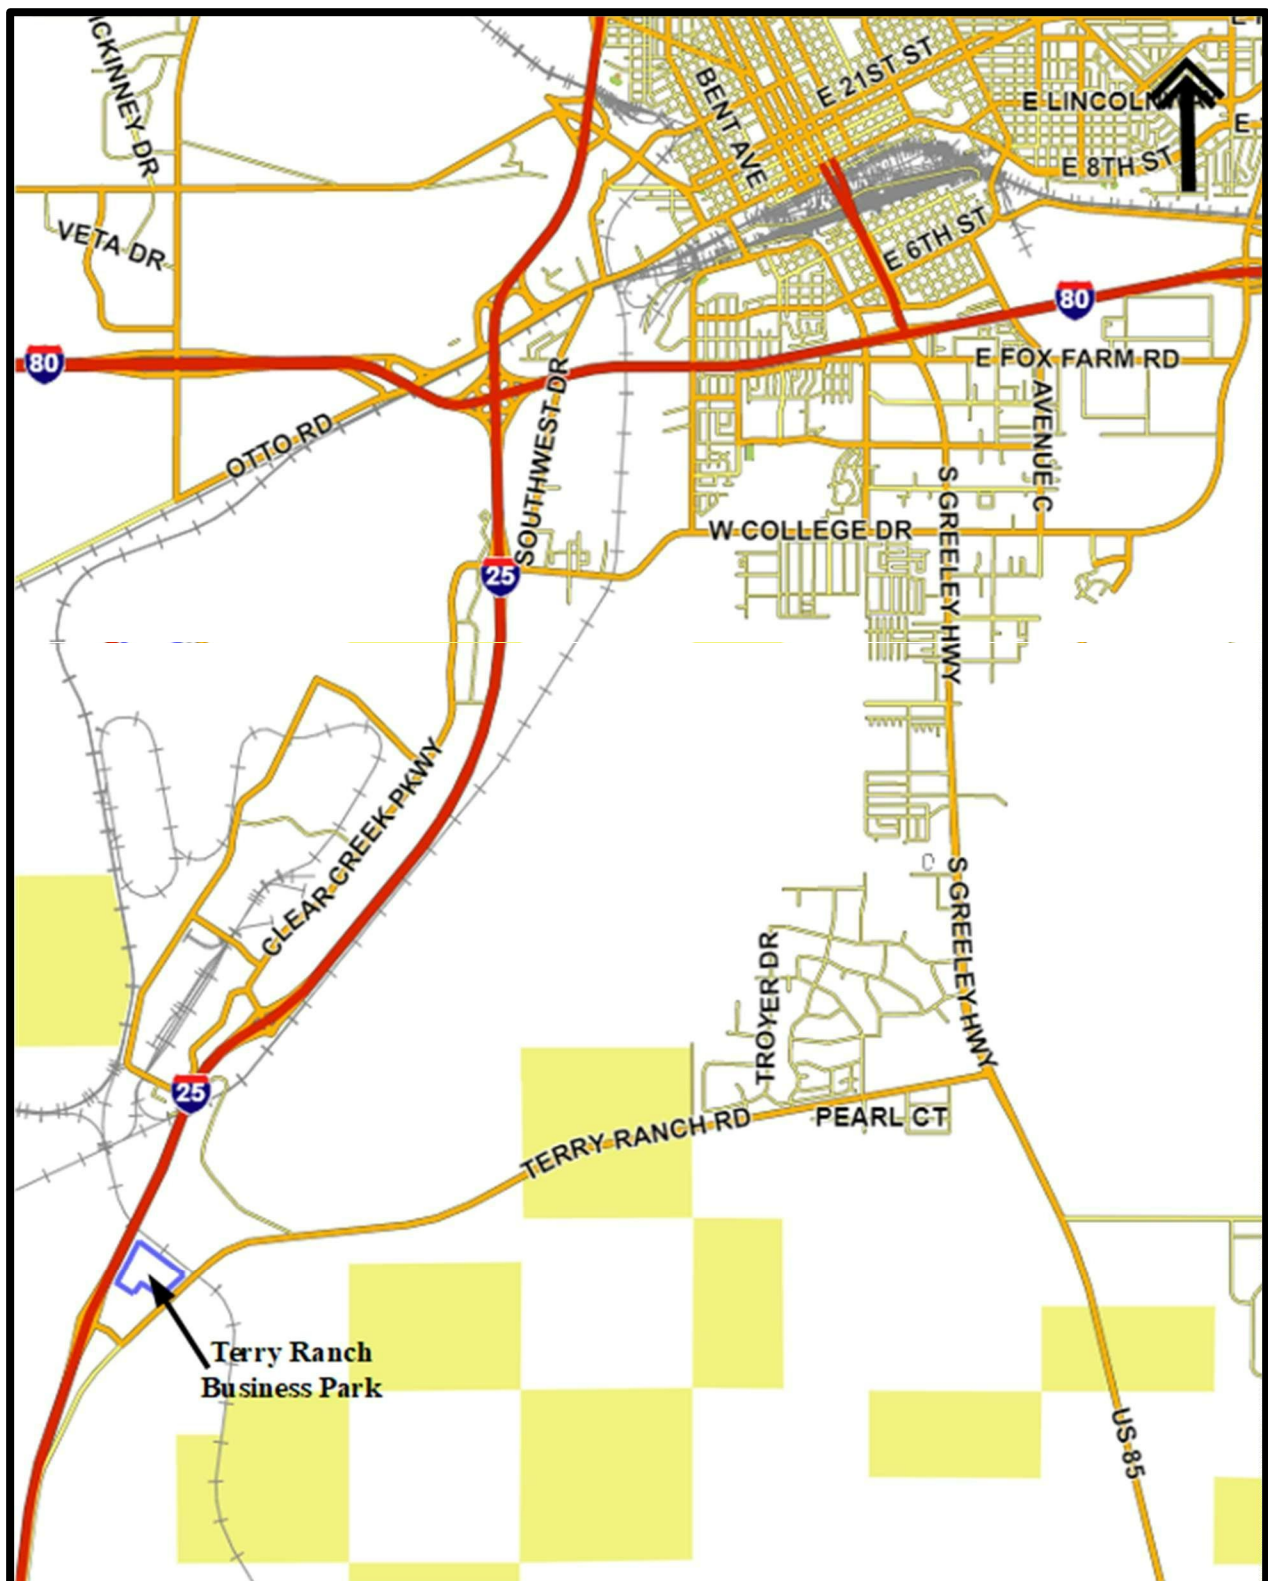 ICKINNEY DR
BENT AVE
E 21ST ST
E LINCOLN
E
E 8TH ST
VETA DR
E 6TH ST
80
80
E FOX FARM RD
OTTO RD
SOUTHWEST DR
AVENUE C
S GREELEY HWY
W COLLEGE DR
25
CLEAR CREEK PKWY
S GREELEY HWY
TROYER DR
25
TERRY RANCH RD
PEARL CT
Terry Ranch
Business Park
US 85